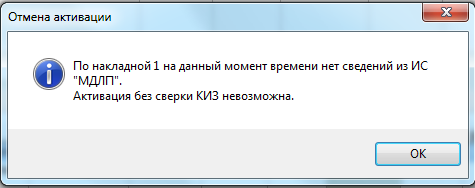 Отмена активации
По накладной 1 на данный момент времени нет сведений из ИС
"МДЛП".
Активация без сверки КИЗ невозможна.
ОК